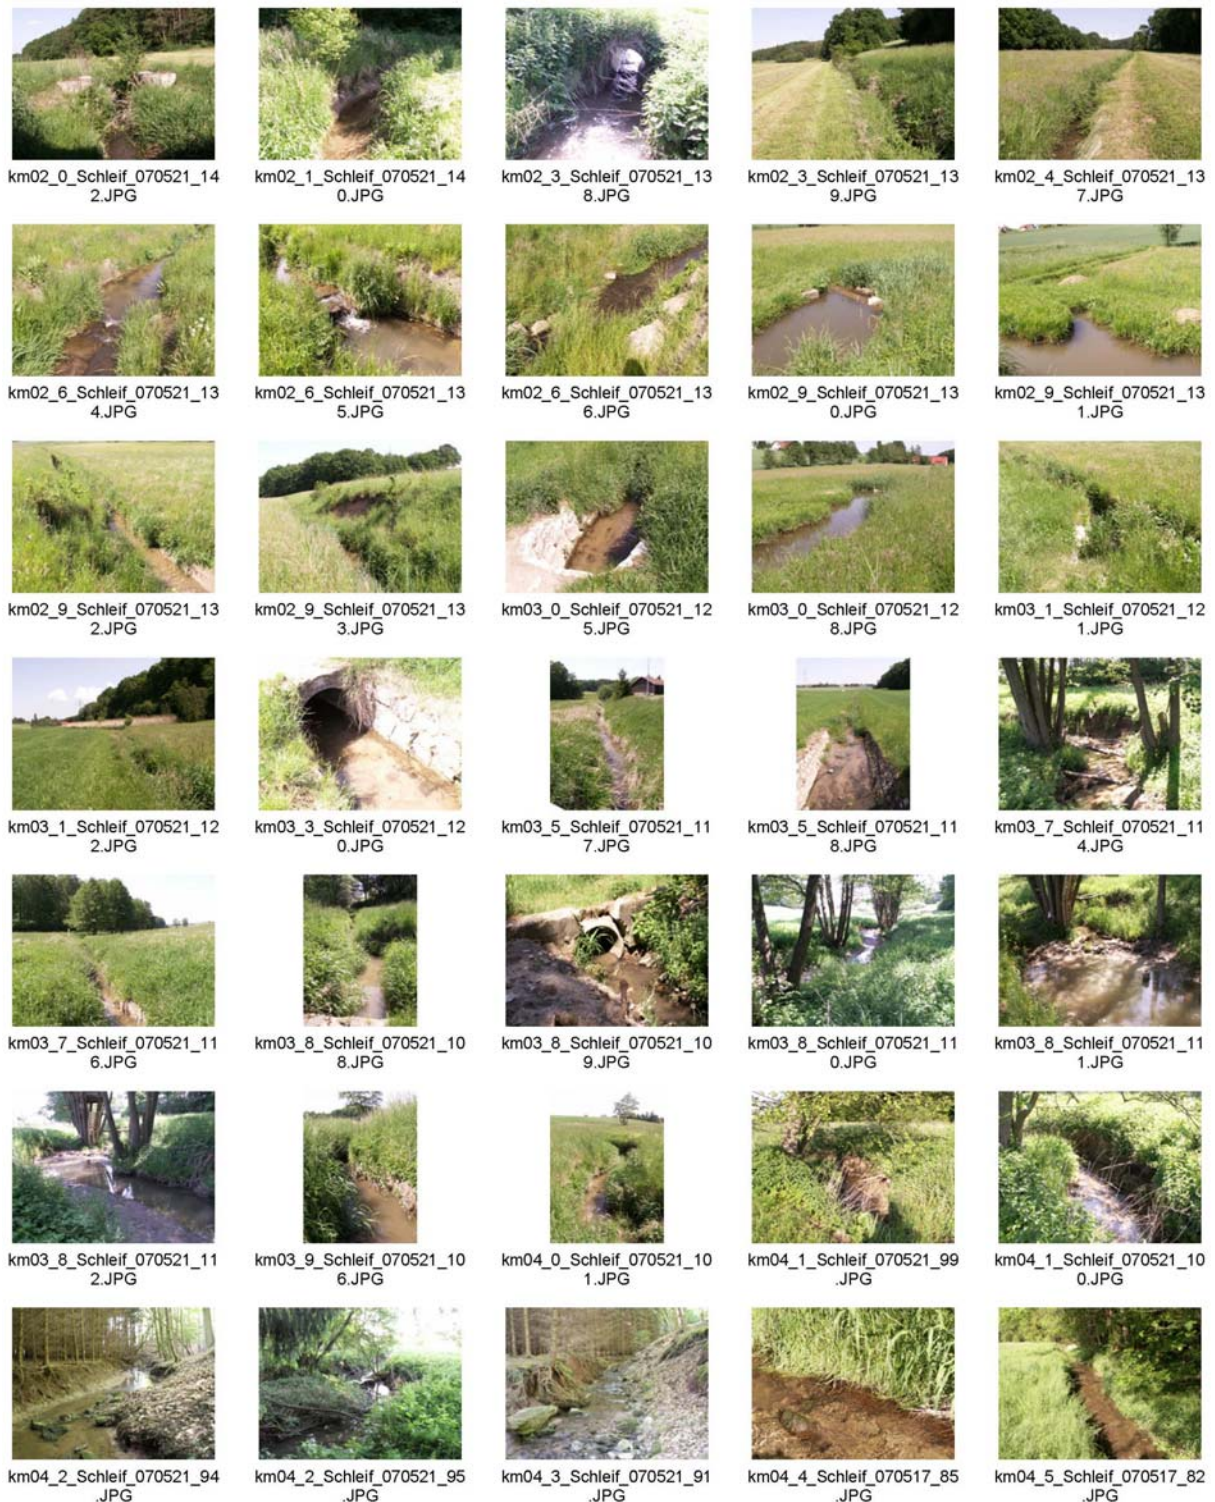 km02_0_Schleif_070521_14
2.JPG
km02_1_Schleif_070521_14
0.JPG
km02_3_Schleif_070521_13
8.JPG
km02_3_Schleif_070521_13
9.JPG
km02_4_Schleif_070521_13
7.JPG
km02_6_Schleif_070521_13
4.JPG
km02_6_Schleif_070521_13
5.JPG
km02_6_Schleif_070521_13
6.JPG
km02_9_Schleif_070521_13
0.JPG
km02_9_Schleif_070521_13
1.JPG
km02_9_Schleif_070521_13
2.JPG
km02_9_Schleif_070521_13
3.JPG
km03_0_Schleif_070521_12
5.JPG
km03_0_Schleif_070521_12
8.JPG
km03_1_Schleif_070521_12
1.JPG
km03_1_Schleif_070521_12
2.JPG
km03_3_Schleif_070521_12
0.JPG
km03_5_Schleif_070521_11
7.JPG
km03_5_Schleif_070521_11
8.JPG
km03_7_Schleif_070521_11
4.JPG
km03_7_Schleif_070521_11
6.JPG
km03_8_Schleif_070521_10
8.JPG
km03_8_Schleif_070521_10
9.JPG
km03_8_Schleif_070521_11
0.JPG
km03_8_Schleif_070521_11
1.JPG
km03_8_Schleif_070521_11
2.JPG
km03_9_Schleif_070521_10
6.JPG
km04_0_Schleif_070521_10
1.JPG
km04_1_Schleif_070521_99
.JPG
km04_1_Schleif_070521_10
0.JPG
km04_2_Schleif_070521_94
.JPG
km04_2_Schleif_070521_95
.JPG
km04_3_Schleif_070521_91
.JPG
km04_4_Schleif_070517_85
.JPG
km04_5_Schleif_070517_82
.JPG